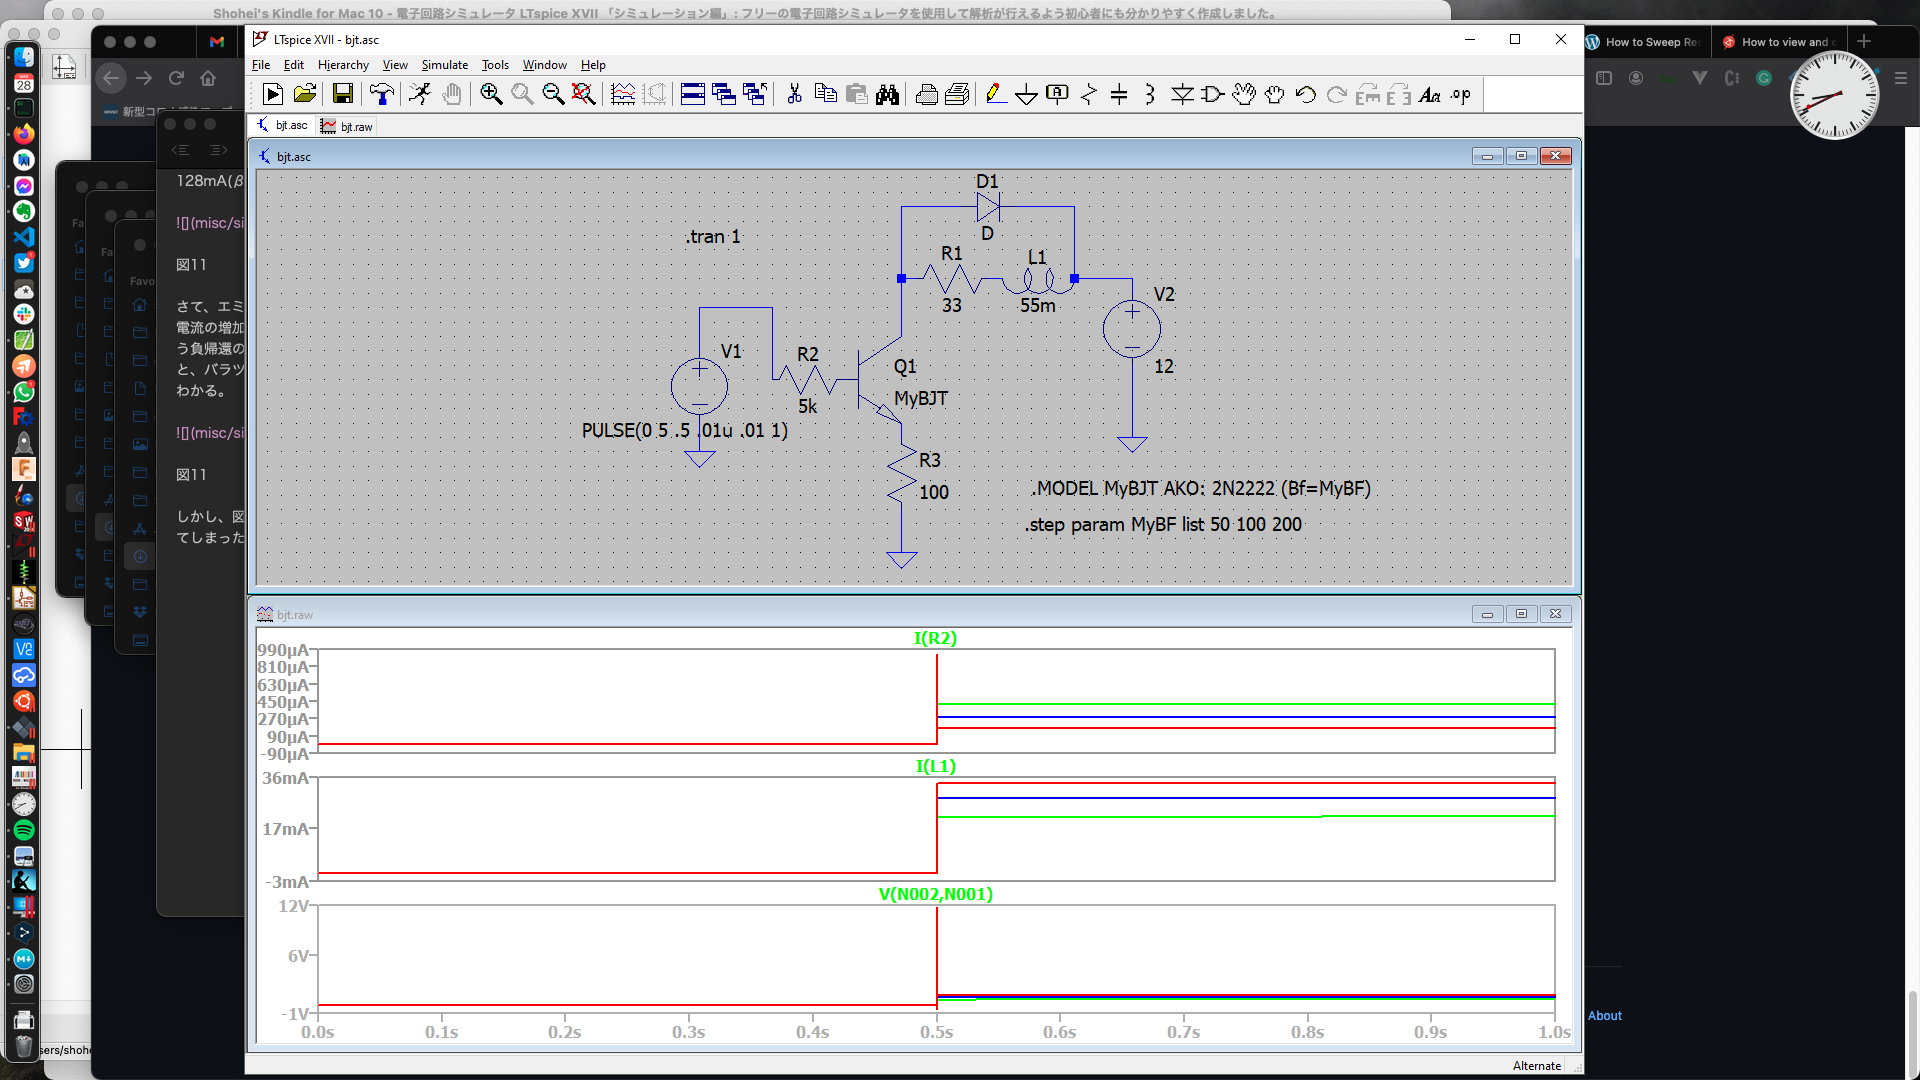 Shohei's Kindle for Mac 10 - 電子回路シミュレータ LTspice XVII 「シミュレーション編」: フリーの電子回路シミュレータを使用して解析が行えるよう初心者にも分かりやすく作成しました。
LTspice XVII - bjt.asc
How to Sweep Re
How to view and c
File Edit Hierarchy View Simulate Tools Window Help
MAR
28
bjt.asc
bjt.raw
bjt.asc
128mA(β
![](misc/si
図11
さて、エミ
電流の増加
う負帰還の
と、バラツ
わかる。
![](misc/si
図11
しかし、図
てしまった
Fa
Fa
Favo
D1
D
.tran 1
R1
33
L1
55m
V2
12
V1
PULSE(0 5 .5 .01u .01 1)
R2
5k
Q1
MyBJT
R3
100
.MODEL MyBJT AKO: 2N2222 (Bf=MyBF)
.step param MyBF list 50 100 200
bjt.raw
I(R2)
990µA
810µA
630µA
450µA
270µA
90µA
-90µA
I(L1)
36mA
17mA
-3mA
V(N002,N001)
12V
6V
-1V
0.0s 0.1s 0.2s 0.3s 0.4s 0.5s 0.6s 0.7s 0.8s 0.9s 1.0s
About
Alternate
sers/shohe